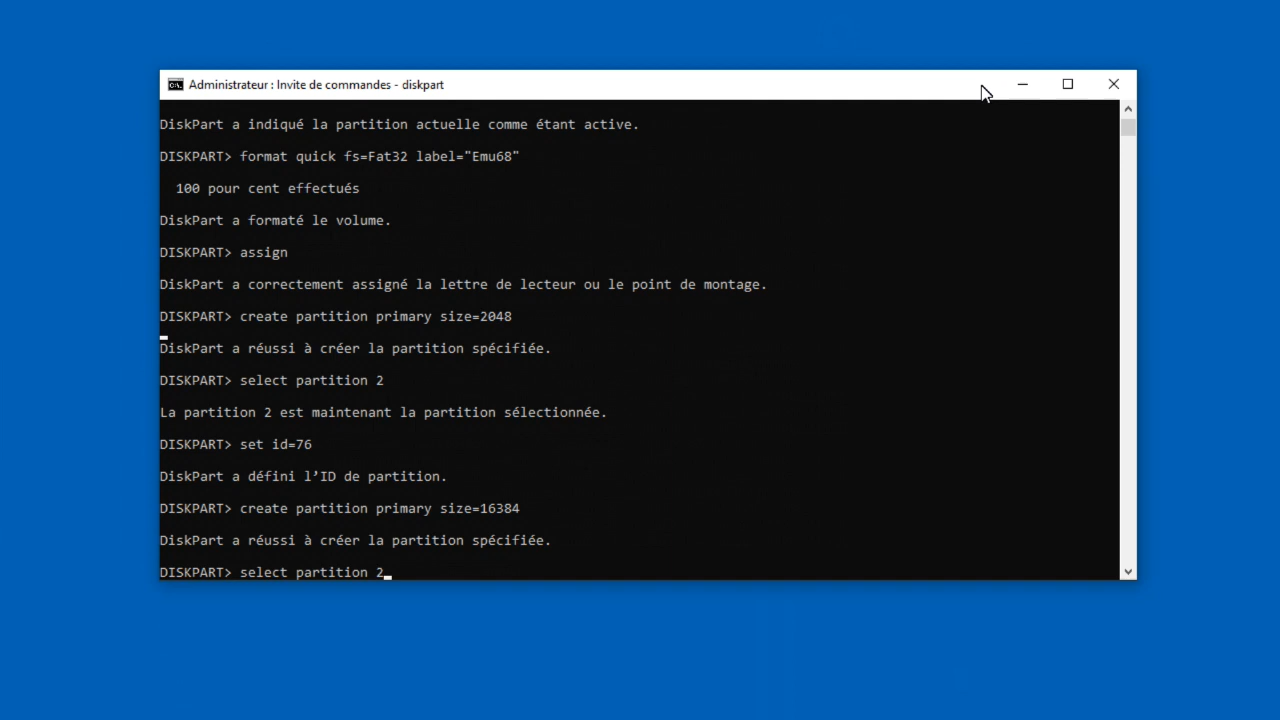 Administrateur : Invite de commandes - diskpart
DiskPart a indiqué la partition actuelle comme étant active.
DISKPART> format quick fs=Fat32 label="Emu68"
100 pour cent effectués
DiskPart a formaté le volume.
DISKPART> assign
DiskPart a correctement assigné la lettre de lecteur ou le point de montage.
DISKPART> create partition primary size=2048
DiskPart a réussi à créer la partition spécifiée.
DISKPART> select partition 2
La partition 2 est maintenant la partition sélectionnée.
DISKPART> set id=76
DiskPart a défini l’ID de partition.
DISKPART> create partition primary size=16384
DiskPart a réussi à créer la partition spécifiée.
DISKPART> select partition 2